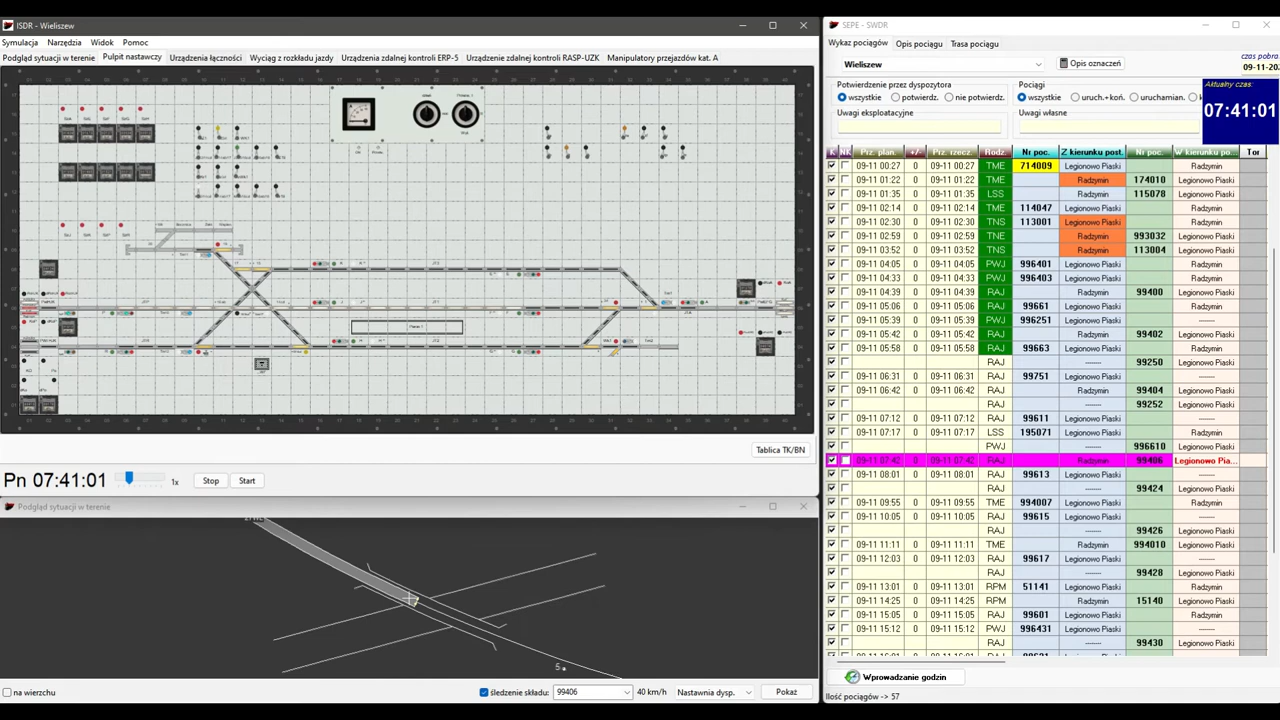 ISDR - Wieliszew
Symulacja Narzędzia Widok Pomoc
Podgląd sytuacji w terenie Pulpit nastawczy Urządzenia łączności Wyciąg z rozkładu jazdy Urządzenia zdalnej kontroli ERP-5 Urządzenie zdalnej kontroli RASP-UZK Manipulatory przejazdów kat. A
Tablica TK/BN
Pn 07:41:01 1x Stop Start
Podgląd sytuacji w terenie
5
na wierzchu śledzenie składu: 99406 40 km/h Nastawnia dysp. Pokaż
SEPE - SWDR
Wykaz pociągów Opis pociągu Trasa pociągu
Wieliszew Opis oznaczeń
czas pobra
09-11-20
Potwierdzenie przez dyspozytora Pociągi
wszystkie potwierdz. nie potwierdz. wszystkie uruch.+koń. uruchamian.
Uwagi eksploatacyjne Uwagi własne
Aktualny czas:
07:41:01
K NK Prz. plan. +/- Prz. rzecz. Rodz. Nr poc. Z kierunku post. Nr poc. W kierunku po... Tor
09-11 00:27 0 09-11 00:27 TME 714009 Legionowo Piaski Radzymin
09-11 01:22 0 09-11 01:22 TME Radzymin 174010 Legionowo Piaski
09-11 01:35 0 09-11 01:35 LSS Radzymin 115078 Legionowo Piaski
09-11 02:14 0 09-11 02:14 TME 114047 Legionowo Piaski Radzymin
09-11 02:30 0 09-11 02:30 TNS 113001 Legionowo Piaski Radzymin
09-11 02:59 0 09-11 02:59 TNE Radzymin 993032 Legionowo Piaski
09-11 03:52 0 09-11 03:52 TNS Radzymin 113004 Legionowo Piaski
09-11 04:05 0 09-11 04:05 PWJ 996401 Legionowo Piaski Radzymin
09-11 04:33 0 09-11 04:33 PWJ 996403 Legionowo Piaski Radzymin
09-11 04:39 0 09-11 04:39 RAJ Radzymin 99400 Legionowo Piaski
09-11 05:06 0 09-11 05:06 RAJ 99661 Legionowo Piaski Radzymin
09-11 05:39 0 09-11 05:39 PWJ 996251 Legionowo Piaski -------
09-11 05:42 0 09-11 05:42 RAJ Radzymin 99402 Legionowo Piaski
09-11 05:58 0 09-11 05:58 RAJ 99663 Legionowo Piaski Radzymin
RAJ ------- 99250 Legionowo Piaski
09-11 06:31 0 09-11 06:31 RAJ 99751 Legionowo Piaski -------
09-11 06:42 0 09-11 06:42 RAJ Radzymin 99404 Legionowo Piaski
RAJ ------- 99252 Legionowo Piaski
09-11 07:12 0 09-11 07:12 RAJ 99611 Legionowo Piaski Radzymin
09-11 07:17 0 09-11 07:17 LSS 195071 Legionowo Piaski Radzymin
PWJ ------- 996610 Legionowo Piaski
09-11 07:42 0 09-11 07:42 RAJ Radzymin 99406 Legionowo Pia...
09-11 08:01 0 09-11 08:01 RAJ 99613 Legionowo Piaski Radzymin
RAJ ------- 99424 Legionowo Piaski
09-11 09:55 0 09-11 09:55 TME 994007 Legionowo Piaski Radzymin
09-11 10:05 0 09-11 10:05 RAJ 99615 Legionowo Piaski Radzymin
RAJ ------- 99426 Legionowo Piaski
09-11 11:11 0 09-11 11:11 TME Radzymin 994010 Legionowo Piaski
09-11 12:03 0 09-11 12:03 RAJ 99617 Legionowo Piaski Radzymin
RAJ ------- 99428 Legionowo Piaski
09-11 13:01 0 09-11 13:01 RPM 51141 Legionowo Piaski Radzymin
09-11 14:25 0 09-11 14:25 RPM Radzymin 15140 Legionowo Piaski
09-11 15:05 0 09-11 15:05 RAJ 99601 Legionowo Piaski Radzymin
09-11 15:12 0 09-11 15:12 PWJ 996431 Legionowo Piaski -------
RAJ ------- 99430 Legionowo Piaski
Wprowadzanie godzin
Ilość pociągów -> 57